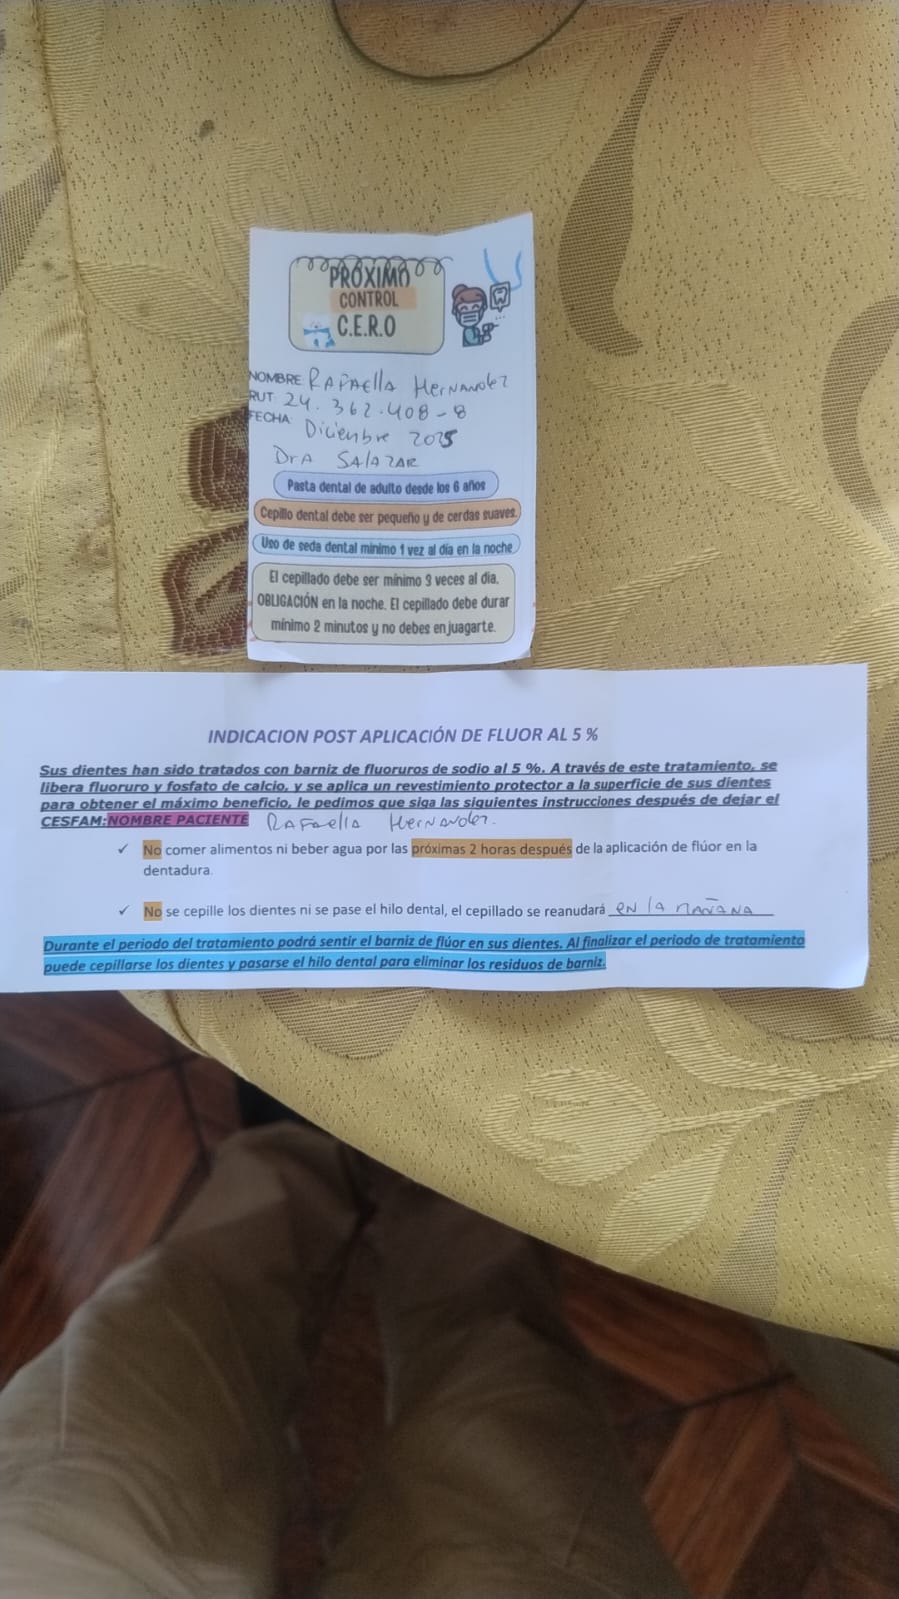 PRÓXIMO
CONTROL
C.E.R.O
NOMBRE: RAFAELLA HERNANDEZ
RUT: 24.362.408-8
FECHA: Diciembre 2025
DrA SALAZAR
Pasta dental de adulto desde los 6 años
Cepillo dental debe ser pequeño y de cerdas suaves.
Uso de seda dental mínimo 1 vez al día en la noche
El cepillado debe ser mínimo 3 veces al día.
OBLIGACIÓN en la noche. El cepillado debe durar
mínimo 2 minutos y no debes enjuagarte.
INDICACION POST APLICACIÓN DE FLUOR AL 5 %
Sus dientes han sido tratados con barniz de fluoruros de sodio al 5 %. A través de este tratamiento, se
libera fluoruro y fosfato de calcio, y se aplica un revestimiento protector a la superficie de sus dientes
para obtener el máximo beneficio, le pedimos que siga las siguientes instrucciones después de dejar el
CESFAM:NOMBRE PACIENTE RAFAELLA HERNANDEZ.
✓ No comer alimentos ni beber agua por las próximas 2 horas después de la aplicación de flúor en la
dentadura.
✓ No se cepille los dientes ni se pase el hilo dental, el cepillado se reanudará EN LA MAÑANA
Durante el periodo del tratamiento podrá sentir el barniz de flúor en sus dientes. Al finalizar el periodo de tratamiento
puede cepillarse los dientes y pasarse el hilo dental para eliminar los residuos de barniz.